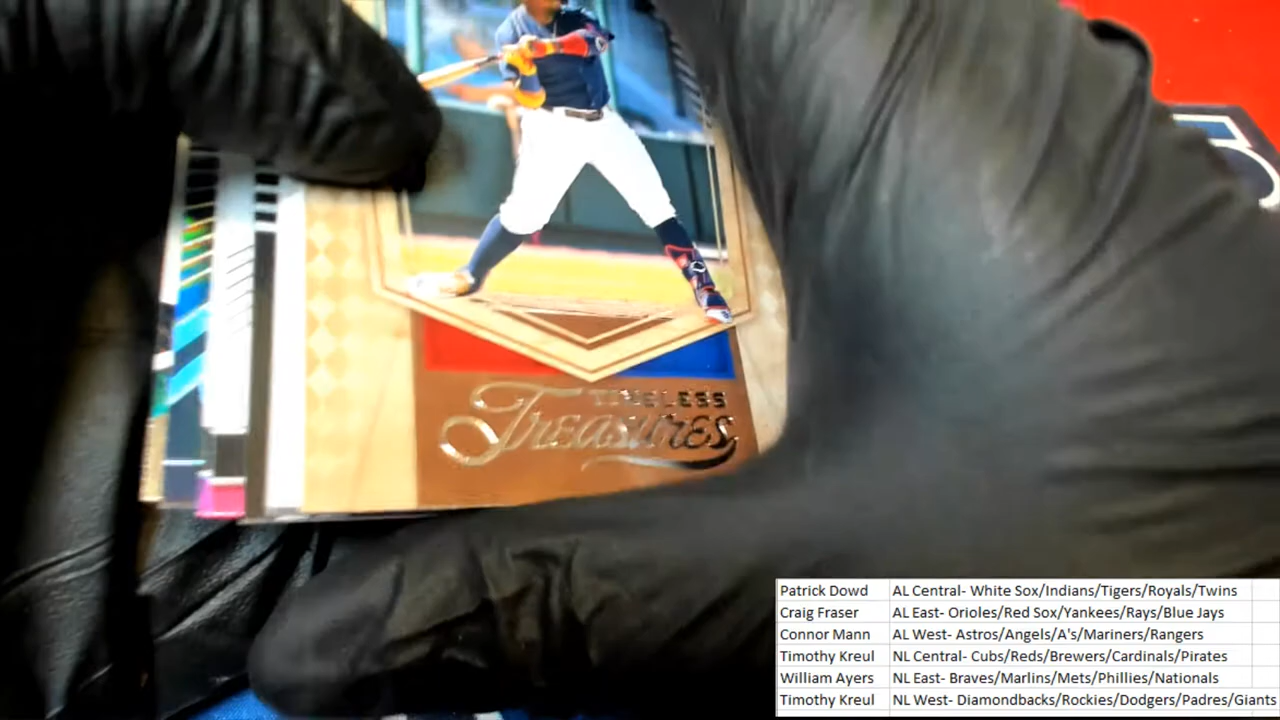 TIMELESS
Treasures
Patrick Dowd AL Central- White Sox/Indians/Tigers/Royals/Twins
Craig Fraser AL East- Orioles/Red Sox/Yankees/Rays/Blue Jays
Connor Mann AL West- Astros/Angels/A's/Mariners/Rangers
Timothy Kreul NL Central- Cubs/Reds/Brewers/Cardinals/Pirates
William Ayers NL East- Braves/Marlins/Mets/Phillies/Nationals
Timothy Kreul NL West- Diamondbacks/Rockies/Dodgers/Padres/Giants